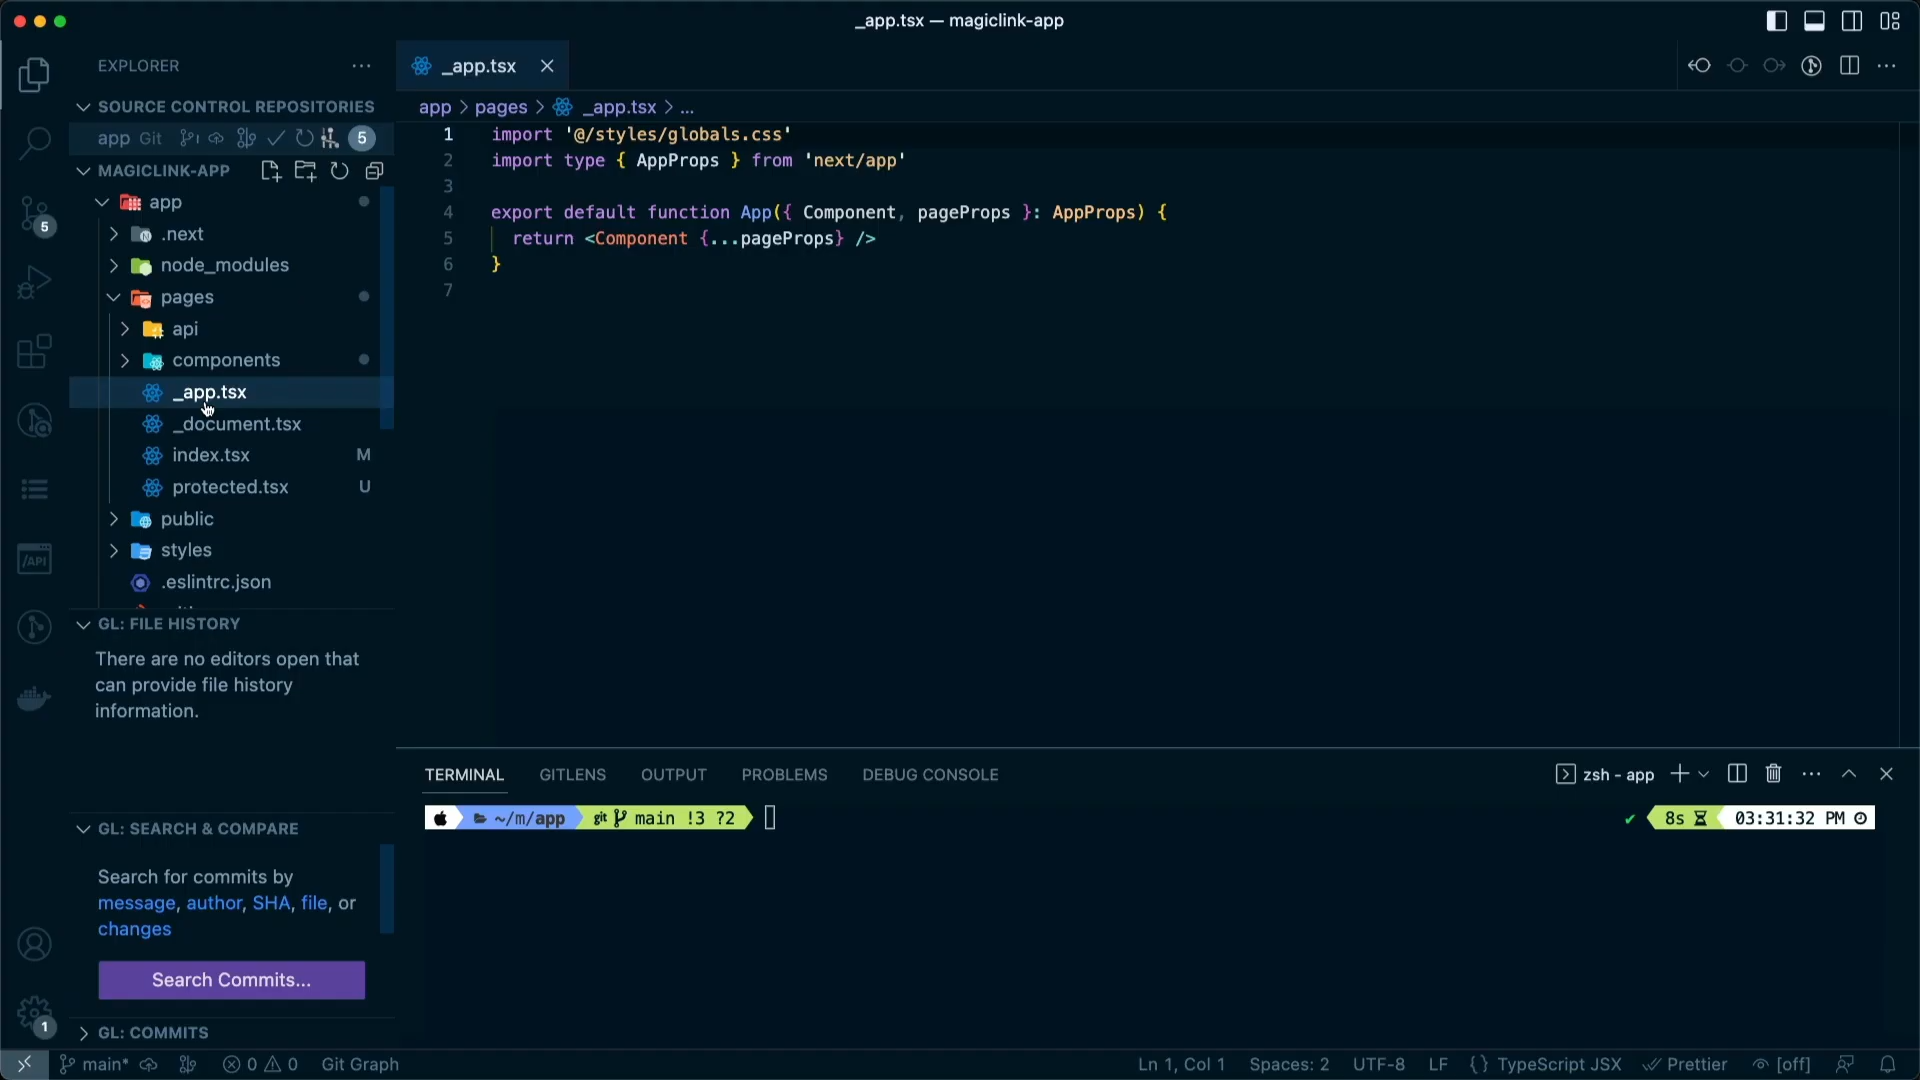 _app.tsx — magiclink-app
EXPLORER
SOURCE CONTROL REPOSITORIES
app Git 5
MAGICLINK-APP
app
.next
node_modules
pages
api
components
_app.tsx
_document.tsx
index.tsx M
protected.tsx U
public
styles
.eslintrc.json
GL: FILE HISTORY
There are no editors open that
can provide file history
information.
GL: SEARCH & COMPARE
Search for commits by
message, author, SHA, file, or
changes
Search Commits...
GL: COMMITS
5
/API
1
_app.tsx
app > pages > _app.tsx > ...
1 import '@/styles/globals.css'
2 import type { AppProps } from 'next/app'
3
4 export default function App({ Component, pageProps }: AppProps) {
5 return <Component {...pageProps} />
6 }
7
TERMINAL GITLENS OUTPUT PROBLEMS DEBUG CONSOLE
zsh - app
~/m/app git main !3 ?2
✔ 8s 03:31:32 PM
main* 0 0 Git Graph
Ln 1, Col 1 Spaces: 2 UTF-8 LF {} TypeScript JSX Prettier [off]